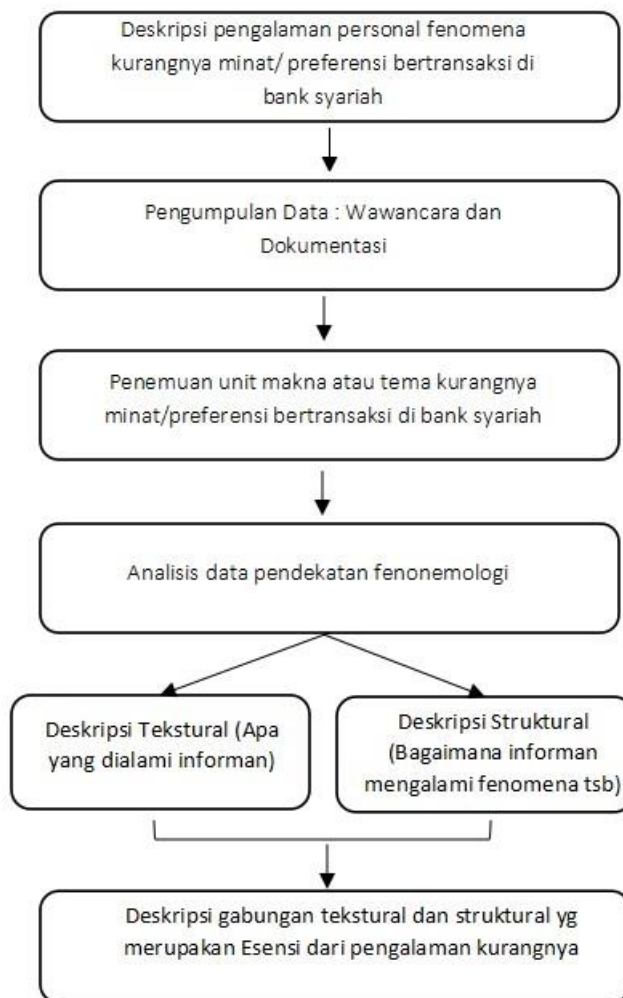 Deskripsi pengalaman personal fenomena
kurangnya minat/ preferensi bertransaksi di
bank syariah
Pengumpulan Data : Wawancara dan
Dokumentasi
Penemuan unit makna atau tema kurangnya
minat/preferensi bertransaksi di bank syariah
Analisis data pendekatan fenonemologi
Deskripsi Tekstural (Apa
yang dialami informan)
Deskripsi Struktural
(Bagaimana informan
mengalami fenomena tsb)
Deskripsi gabungan tekstural dan struktural yg
merupakan Esensi dari pengalaman kurangnya